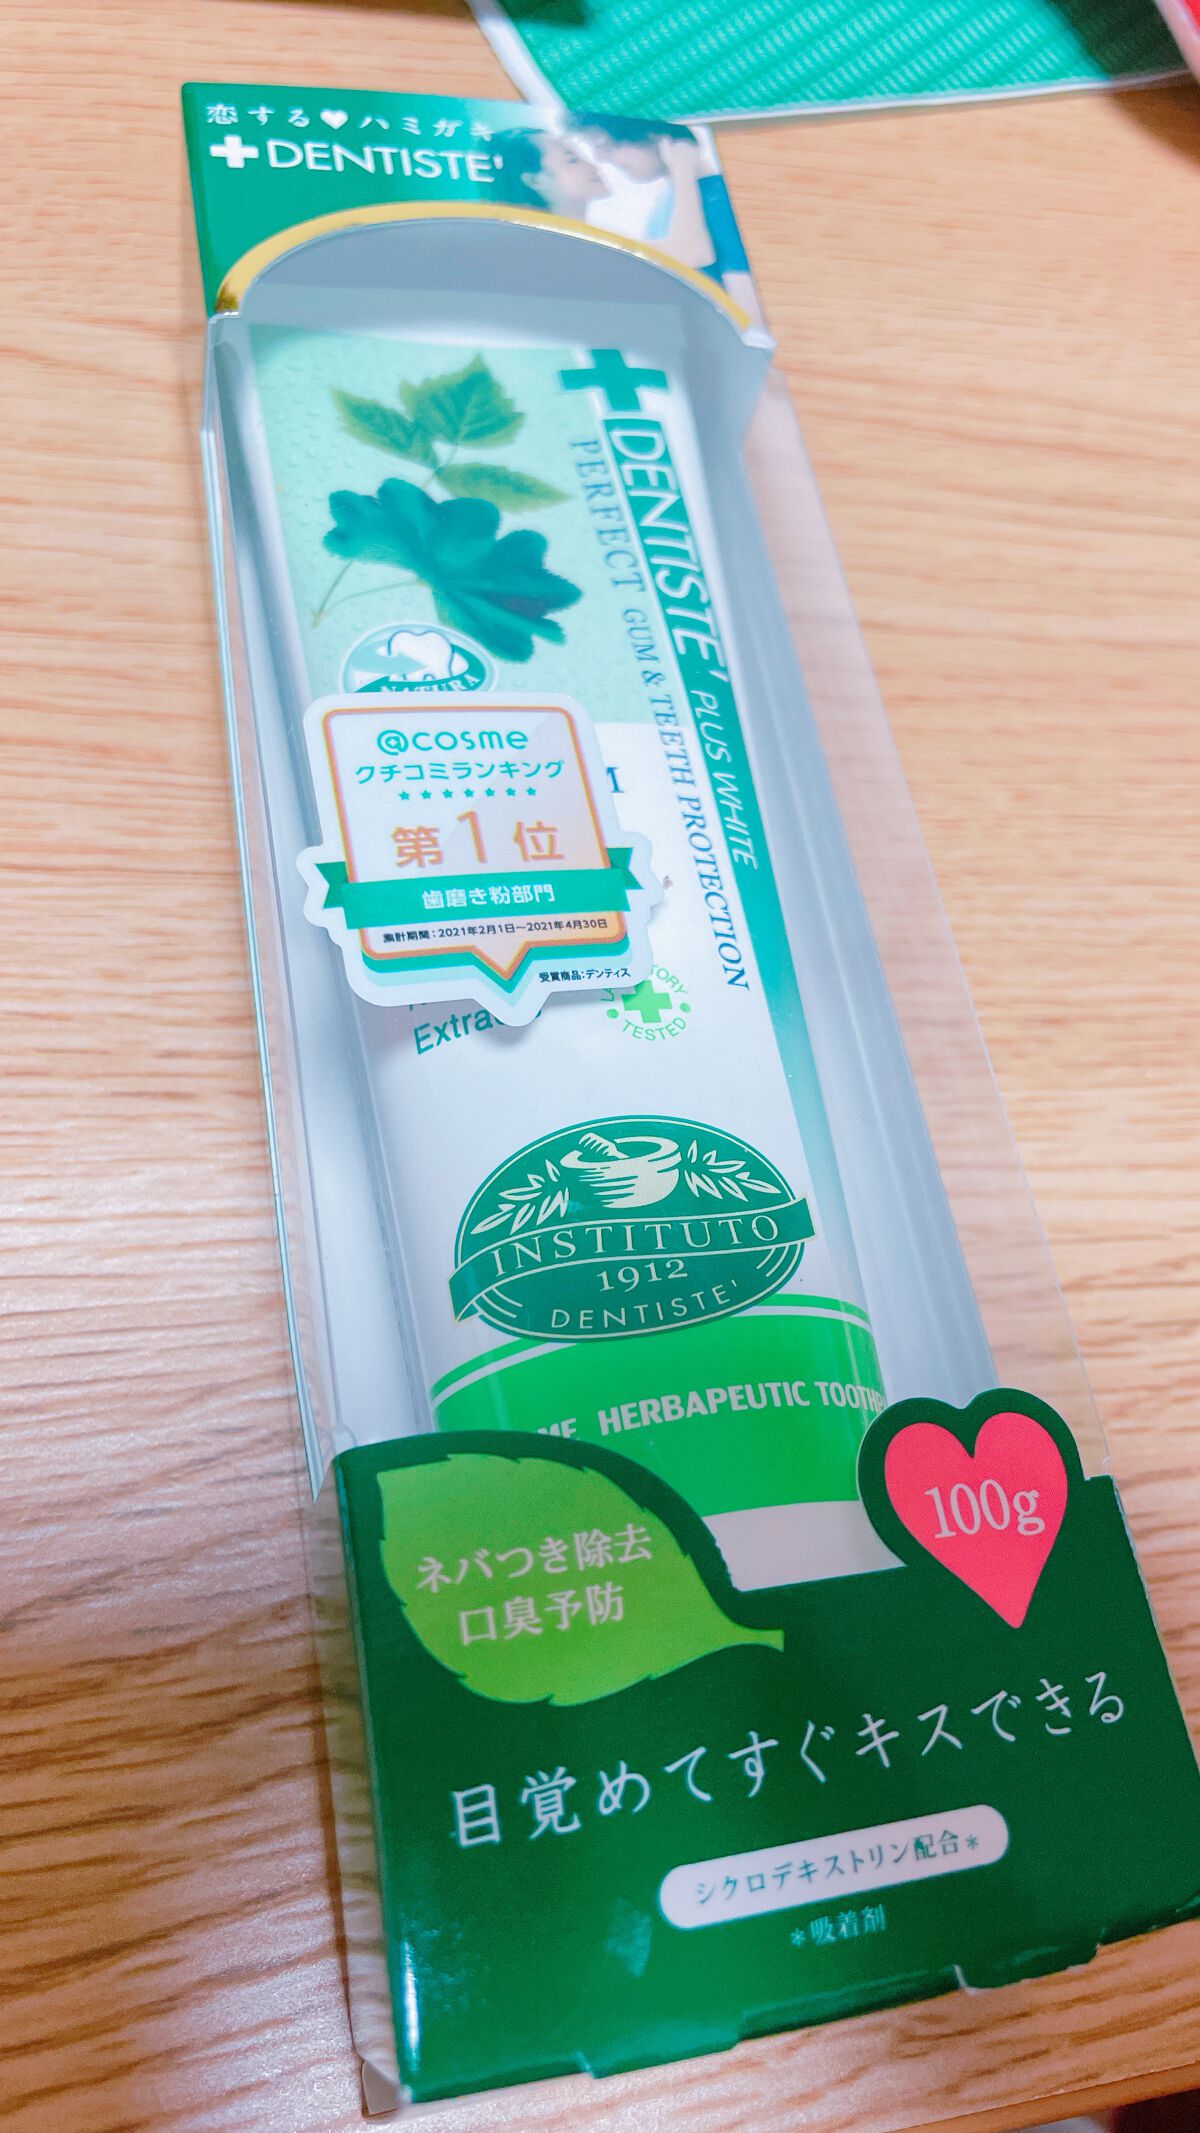 恋する♥ハミガキ
+DENTISTE'
+DENTISTE' PLUS WHITE
PERFECT GUM & TEETH PROTECTION
NATURA
@cosme
クチコミランキング
★★★★★★★
第1位
歯磨き粉部門
集計期間:2021年2月1日~2021年4月30日
受賞商品:デンティス
TESTED
INSTITUTO
1912
DENTISTE'
HERBAPEUTIC
100g
ネバつき除去
口臭予防
目覚めてすぐキスできる
シクロデキストリン配合*
*吸着剤